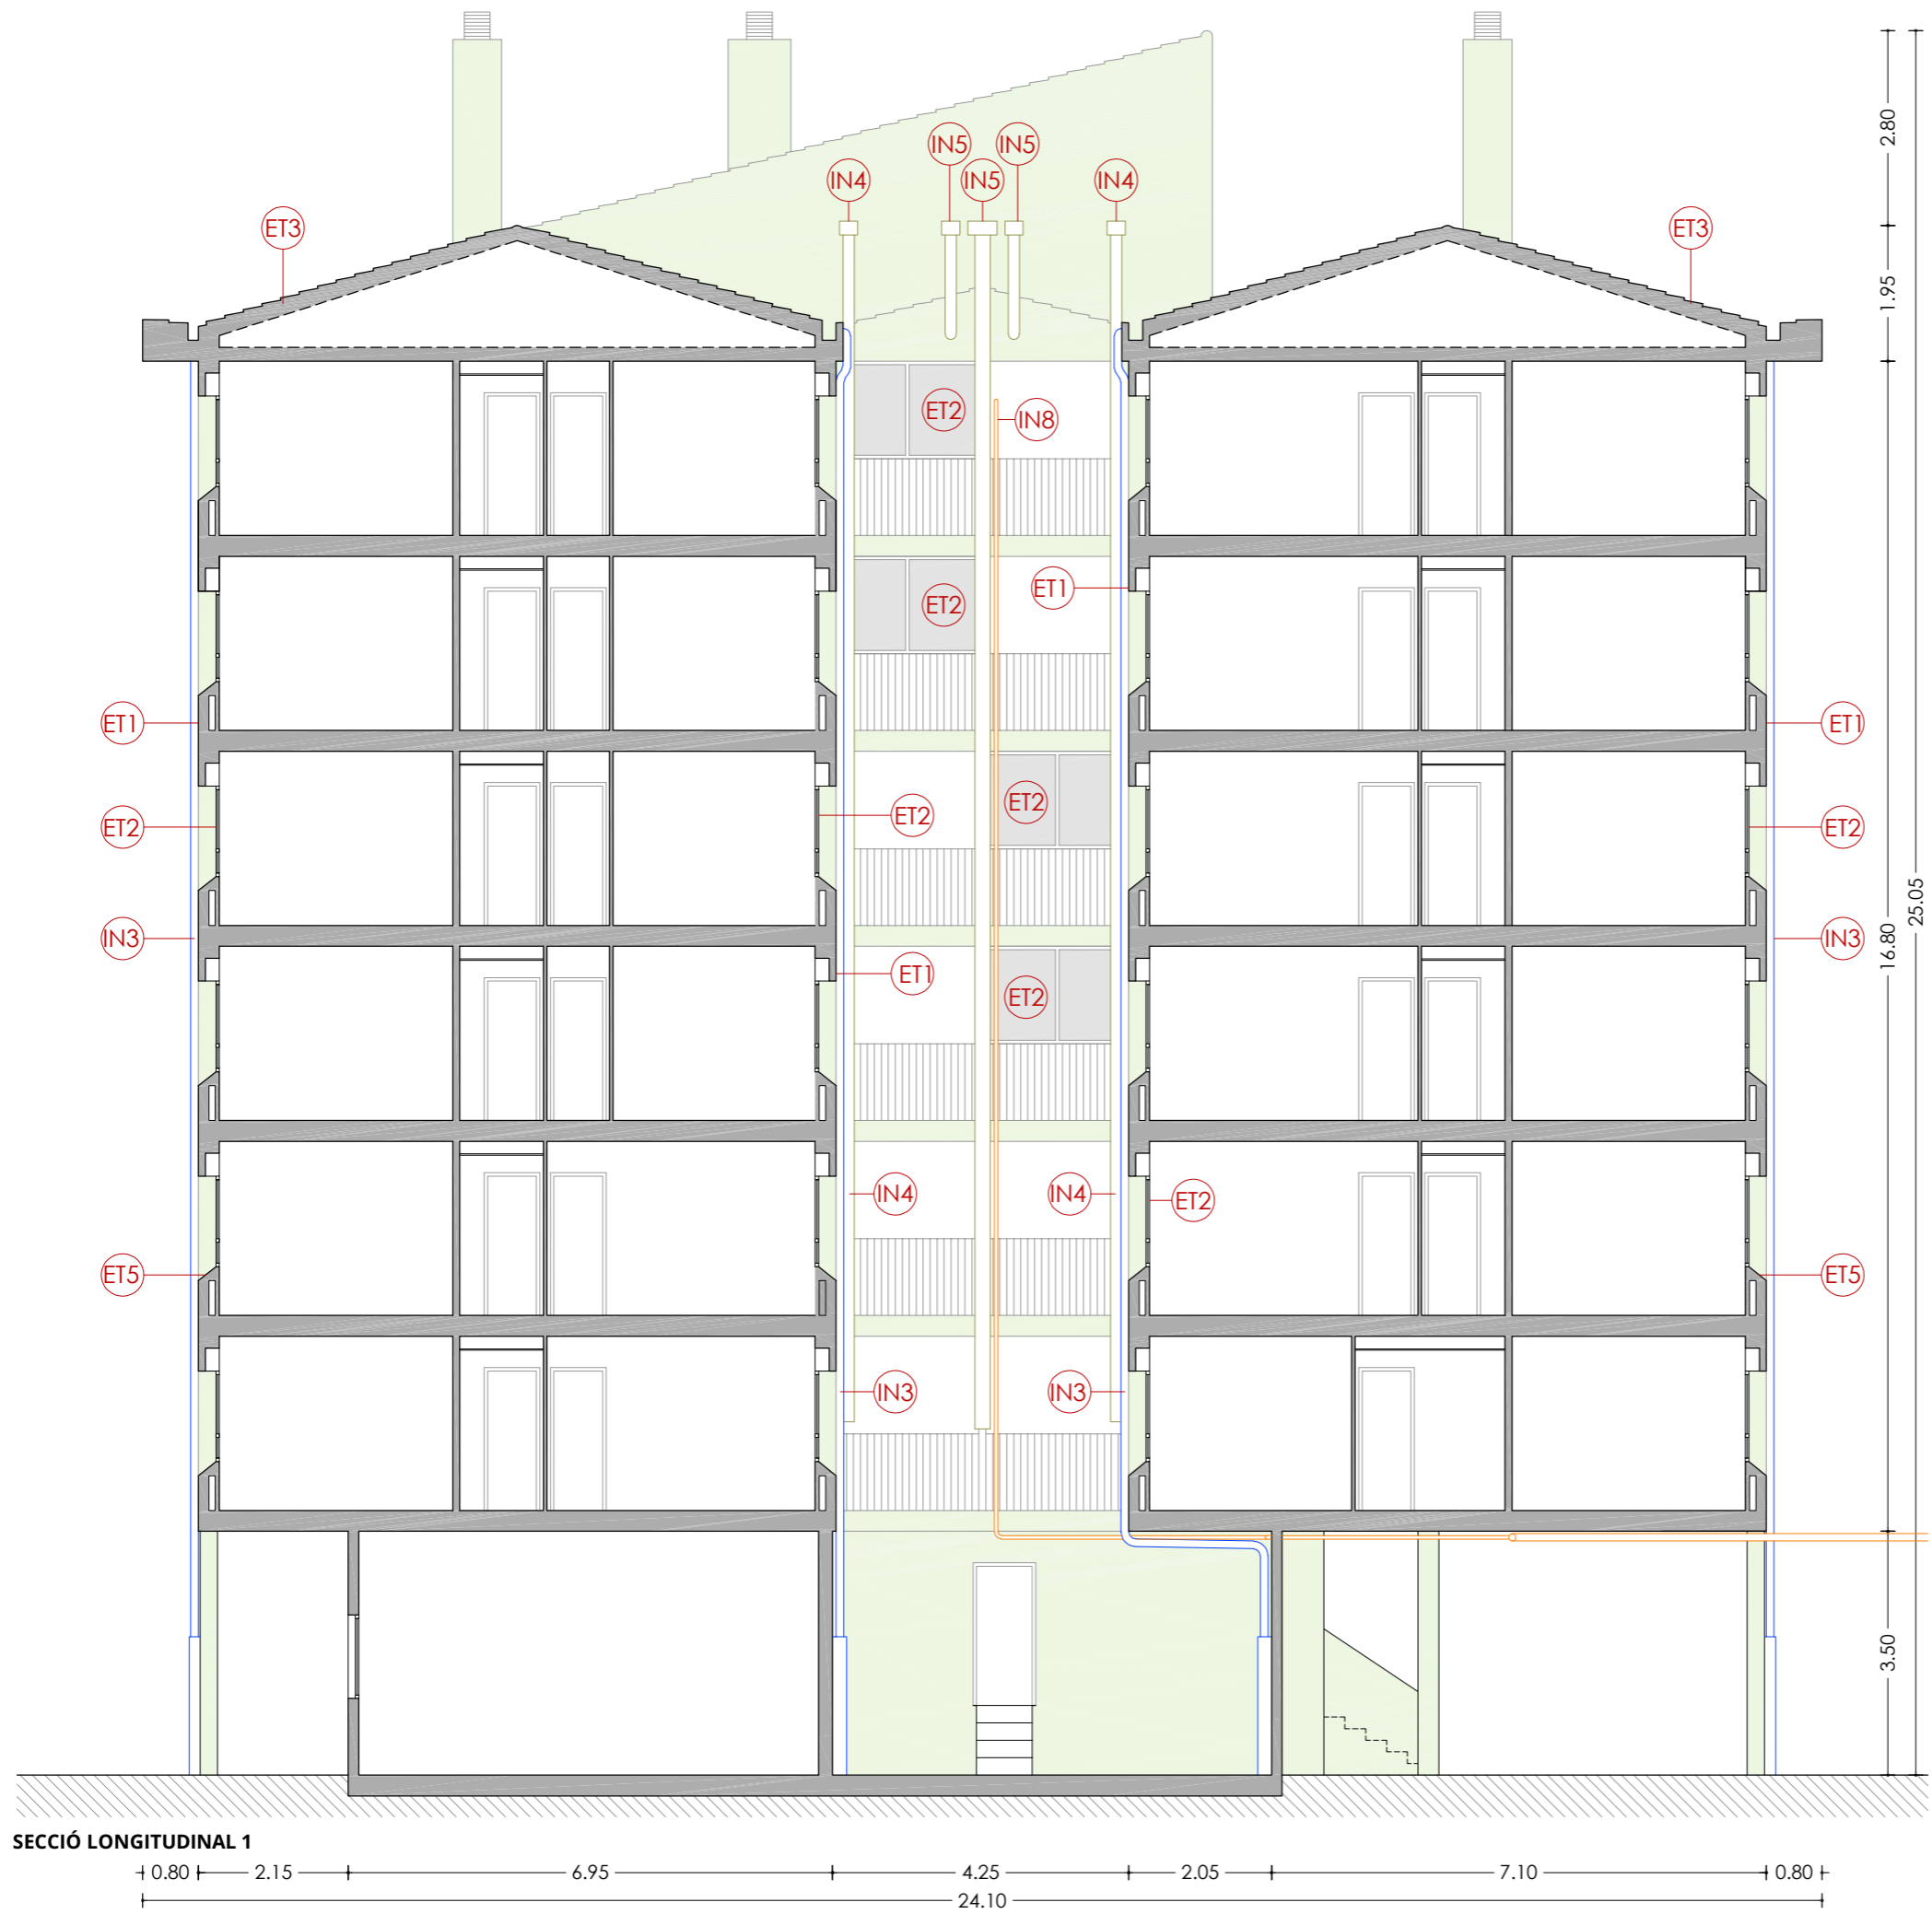 IN5 IN5
IN4 IN5 IN4
ET3 ET3
2.80
1.95
ET2 IN8
ET1
ET2
ET1 ET1
ET2
ET2 ET2 ET2
25.05
IN3 IN3
16.80
ET1
ET2
IN4 IN4 ET2
ET5 ET5
IN3 IN3
3.50
SECCIÓ LONGITUDINAL 1
0.80 2.15 6.95 4.25 2.05 7.10 0.80
24.10